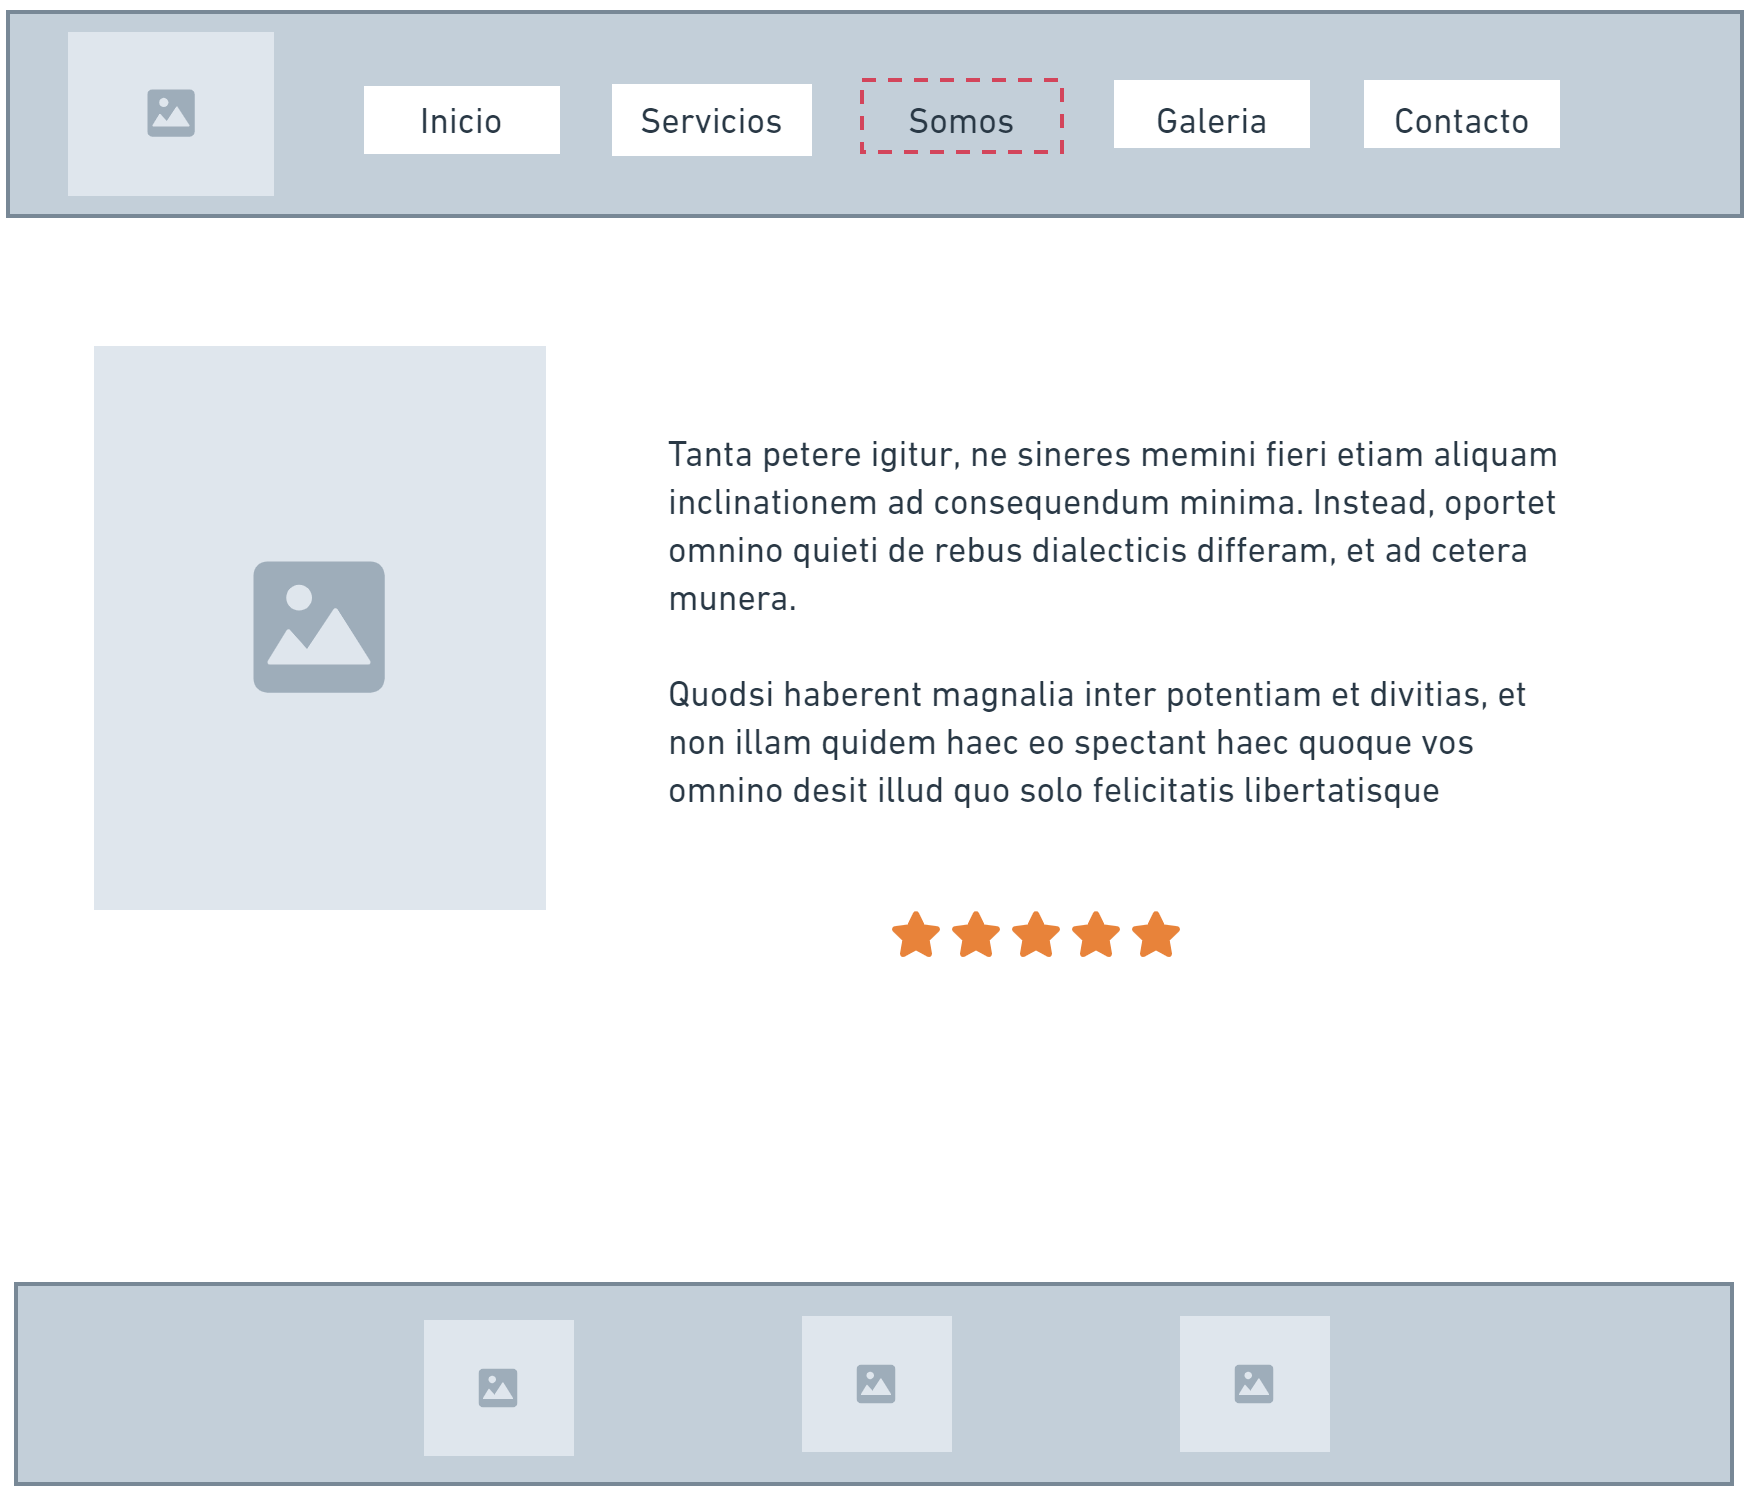 Inicio
Servicios
Somos
Galeria
Contacto
Tanta petere igitur, ne sineres memini fieri etiam aliquam
inclinationem ad consequendum minima. Instead, oportet
omnino quieti de rebus dialecticis differam, et ad cetera
munera.
Quodsi haberent magnalia inter potentiam et divitias, et
non illam quidem haec eo spectant haec quoque vos
omnino desit illud quo solo felicitatis libertatisque